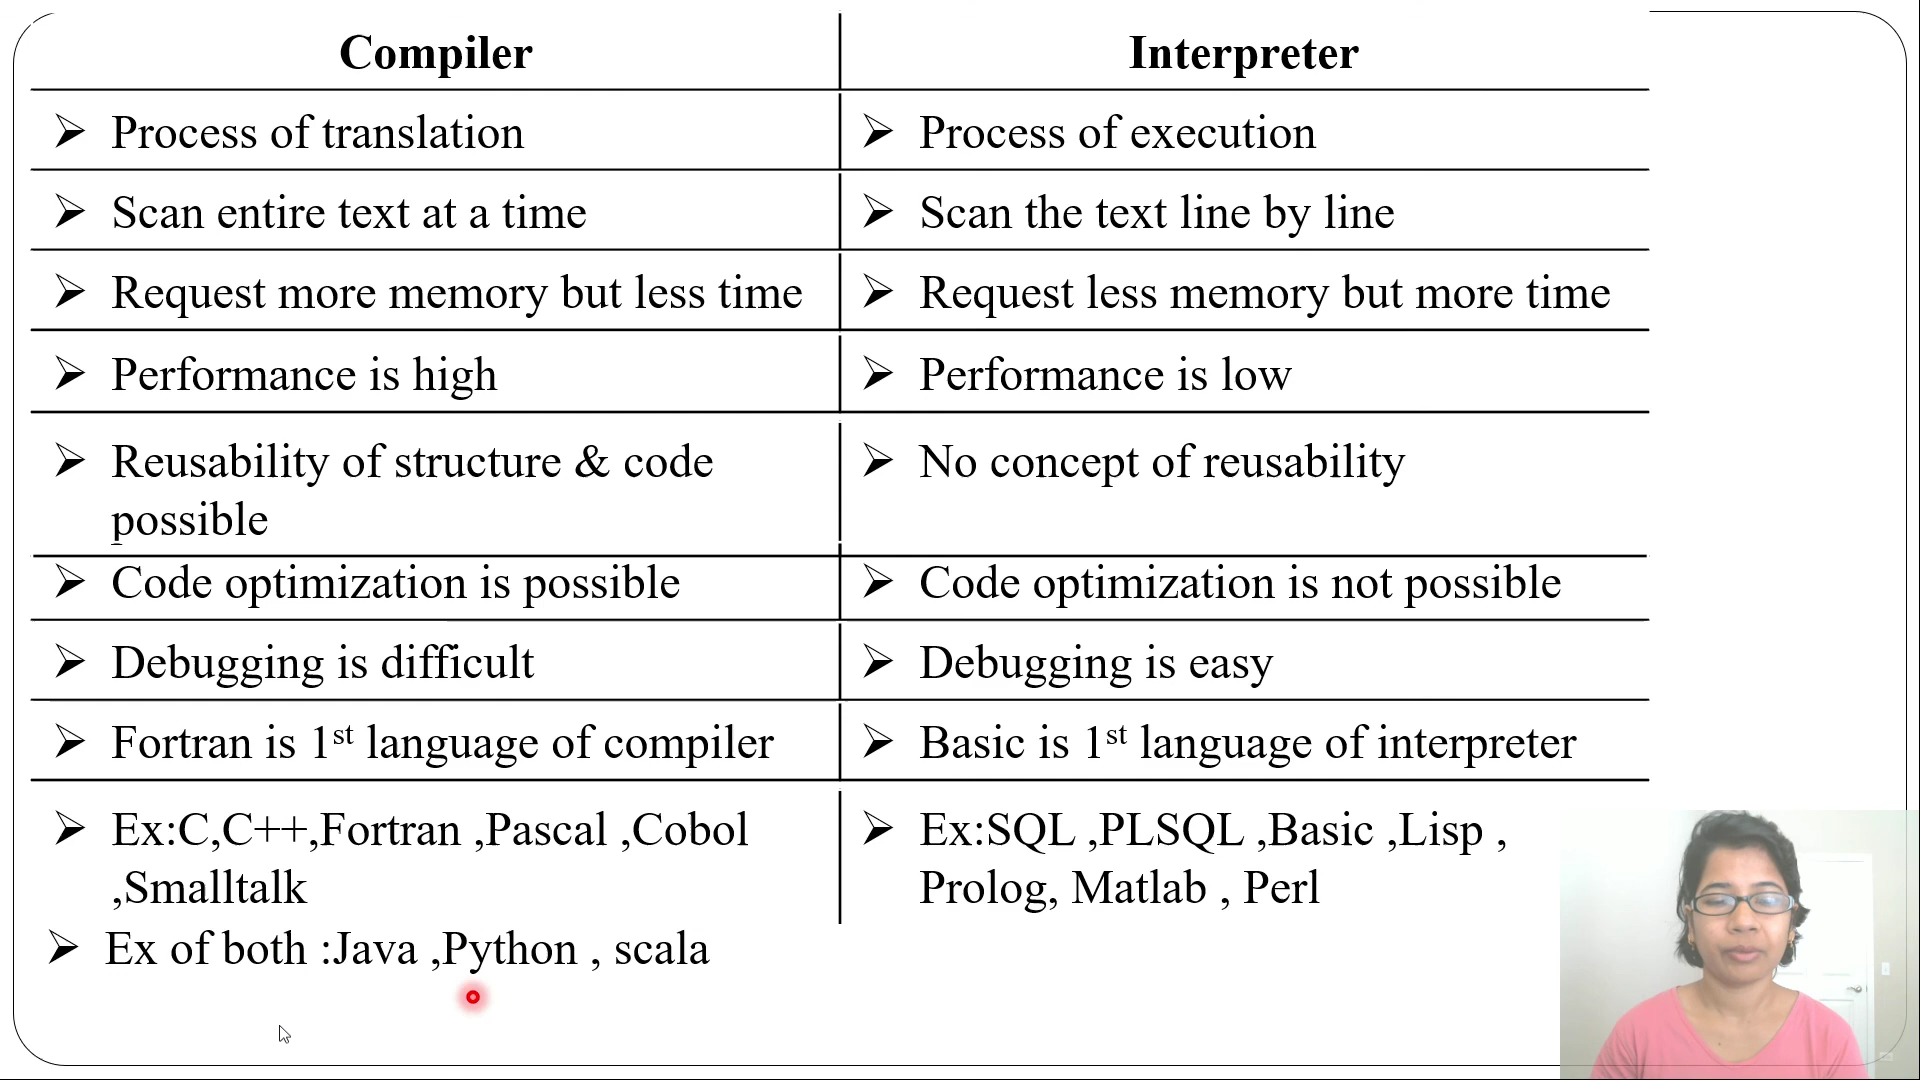 Compiler Interpreter
➢ Process of translation ➢ Process of execution
➢ Scan entire text at a time ➢ Scan the text line by line
➢ Request more memory but less time ➢ Request less memory but more time
➢ Performance is high ➢ Performance is low
➢ Reusability of structure & code ➢ No concept of reusability
possible
➢ Code optimization is possible ➢ Code optimization is not possible
➢ Debugging is difficult ➢ Debugging is easy
➢ Fortran is 1st language of compiler ➢ Basic is 1st language of interpreter
➢ Ex:C,C++,Fortran ,Pascal ,Cobol ➢ Ex:SQL ,PLSQL ,Basic ,Lisp ,
,Smalltalk Prolog, Matlab , Perl
➢ Ex of both :Java ,Python , scala